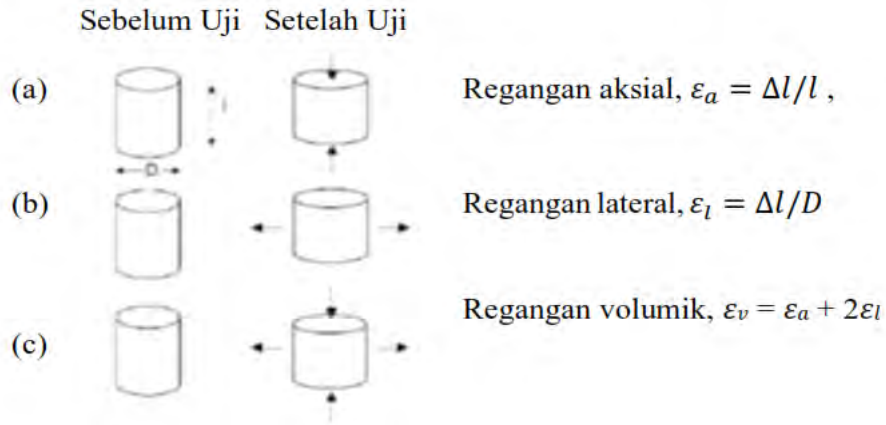 Sebelum Uji Setelah Uji
(a) l Regangan aksial, εₐ = Δl/l ,
D
(b) Regangan lateral, εₗ = Δl/D
Regangan volumik, εᵥ = εₐ + 2εₗ
(c)